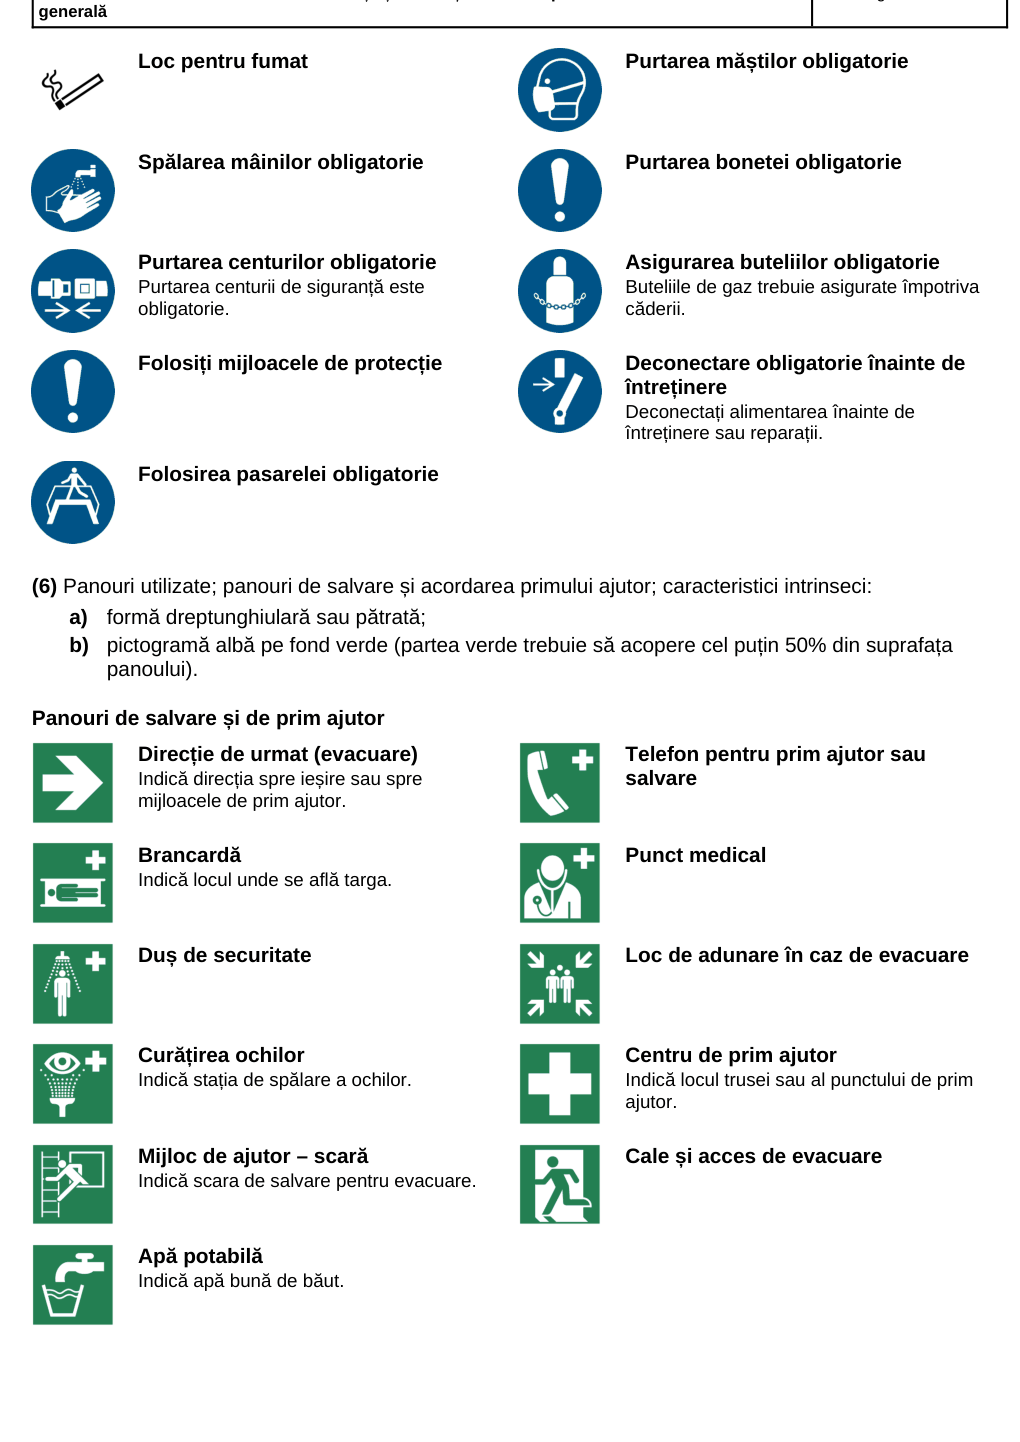 generală
Loc pentru fumat
Purtarea măștilor obligatorie
Spălarea mâinilor obligatorie
Purtarea bonetei obligatorie
Purtarea centurilor obligatorie
Purtarea centurii de siguranță este
obligatorie.
Asigurarea buteliilor obligatorie
Buteliile de gaz trebuie asigurate împotriva
căderii.
Folosiți mijloacele de protecție
Deconectare obligatorie înainte de
întreținere
Deconectați alimentarea înainte de
întreținere sau reparații.
Folosirea pasarelei obligatorie
(6) Panouri utilizate; panouri de salvare și acordarea primului ajutor; caracteristici intrinseci:
a) formă dreptunghiulară sau pătrată;
b) pictogramă albă pe fond verde (partea verde trebuie să acopere cel puțin 50% din suprafața
panoului).
Panouri de salvare și de prim ajutor
Direcție de urmat (evacuare)
Indică direcția spre ieșire sau spre
mijloacele de prim ajutor.
Telefon pentru prim ajutor sau
salvare
Brancardă
Indică locul unde se află targa.
Punct medical
Duș de securitate
Loc de adunare în caz de evacuare
Curățirea ochilor
Indică stația de spălare a ochilor.
Centru de prim ajutor
Indică locul trusei sau al punctului de prim
ajutor.
Mijloc de ajutor – scară
Indică scara de salvare pentru evacuare.
Cale și acces de evacuare
Apă potabilă
Indică apă bună de băut.